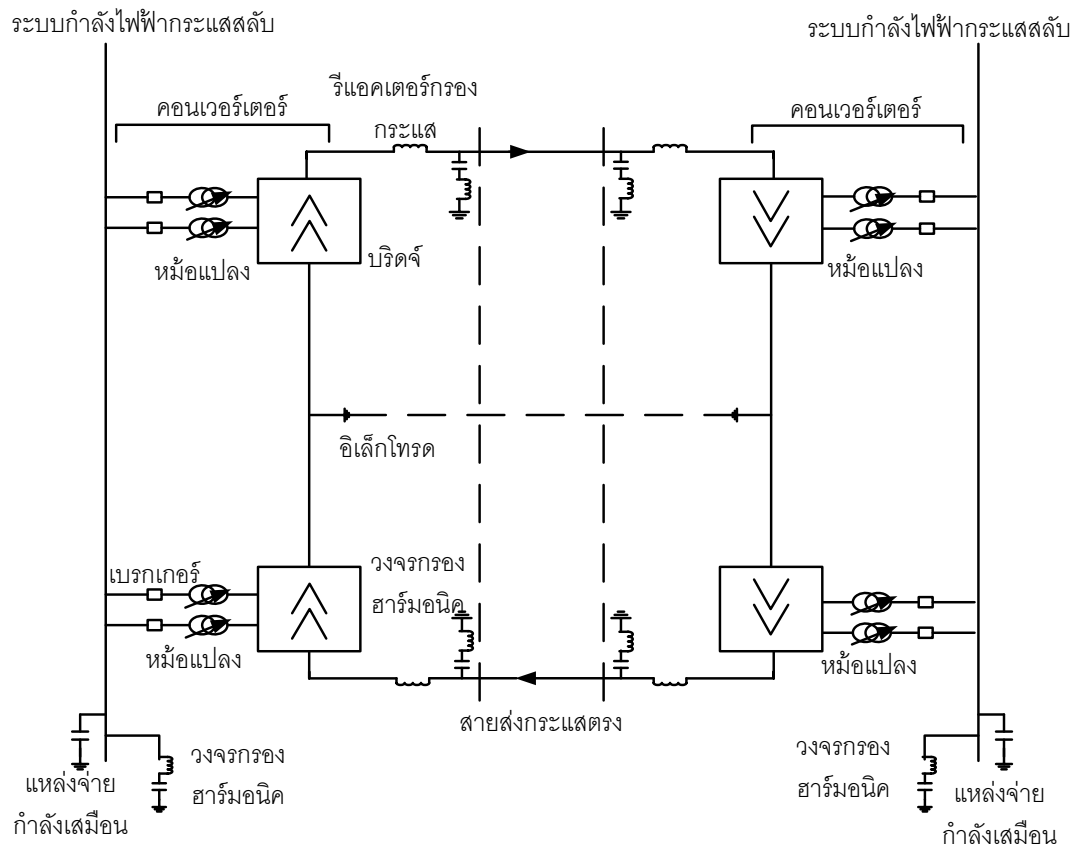 ระบบกำลังไฟฟ้ากระแสสลับ
ระบบกำลังไฟฟ้ากระแสสลับ
คอนเวอร์เตอร์
รีแอคเตอร์กรอง
กระแส
คอนเวอร์เตอร์
หม้อแปลง
บริดจ์
หม้อแปลง
อิเล็กโทรด
เบรกเกอร์
วงจรกรอง
ฮาร์มอนิค
หม้อแปลง
หม้อแปลง
สายส่งกระแสตรง
วงจรกรอง
ฮาร์มอนิค
แหล่งจ่าย
กำลังเสมือน
วงจรกรอง
ฮาร์มอนิค
แหล่งจ่าย
กำลังเสมือน